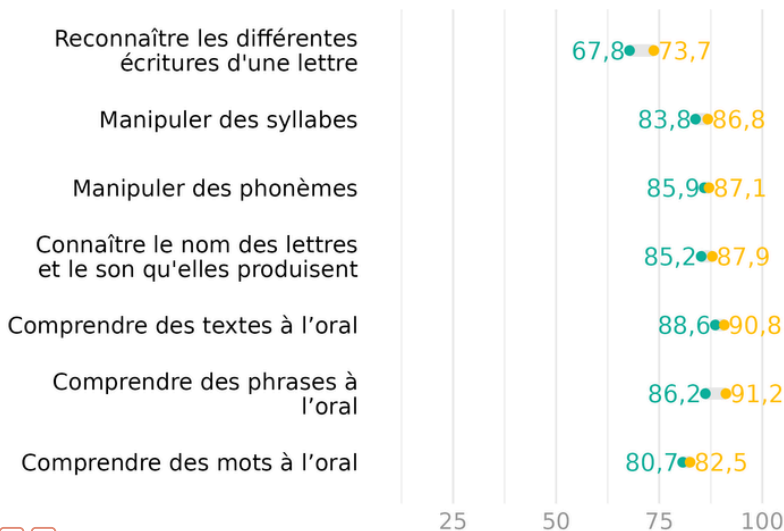 Reconnaître les différentes
écritures d'une lettre
67,8 73,7
Manipuler des syllabes
83,8 86,8
Manipuler des phonèmes
85,9 87,1
Connaître le nom des lettres
et le son qu'elles produisent
85,2 87,9
Comprendre des textes à l’oral
88,6 90,8
Comprendre des phrases à
l’oral
86,2 91,2
Comprendre des mots à l’oral
80,7 82,5
25 50 75 100